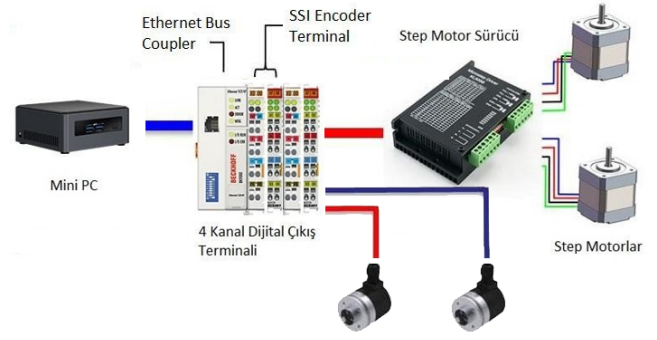 Ethernet Bus
Coupler
SSI Encoder
Terminal
Step Motor Sürücü
BECKHOFF
Mini PC
4 Kanal Dijital Çıkış
Terminali
Step Motorlar